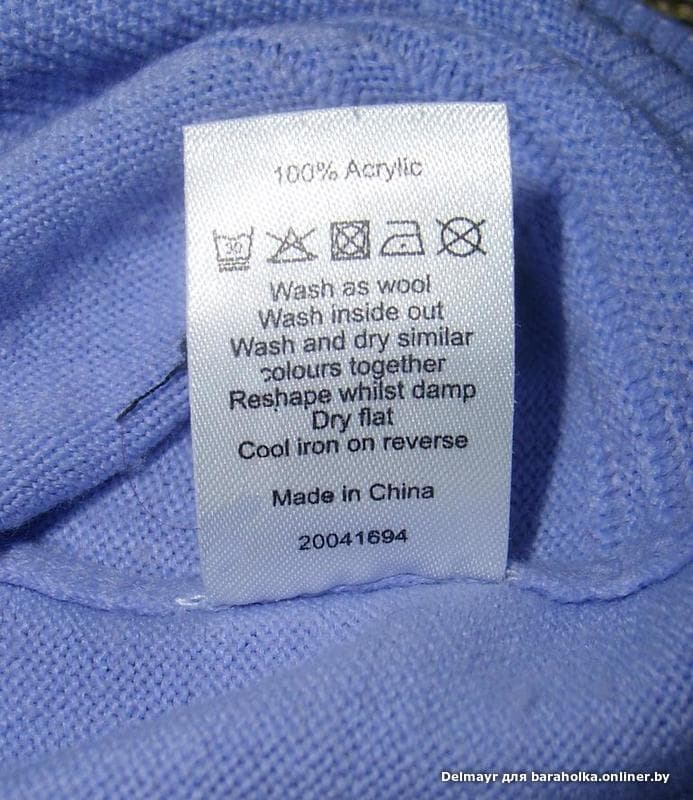 100% Acrylic
30
Wash as wool
Wash inside out
Wash and dry similar
colours together
Reshape whilst damp
Dry flat
Cool iron on reverse
Made in China
20041694
Delmayr для baraholka.onliner.by